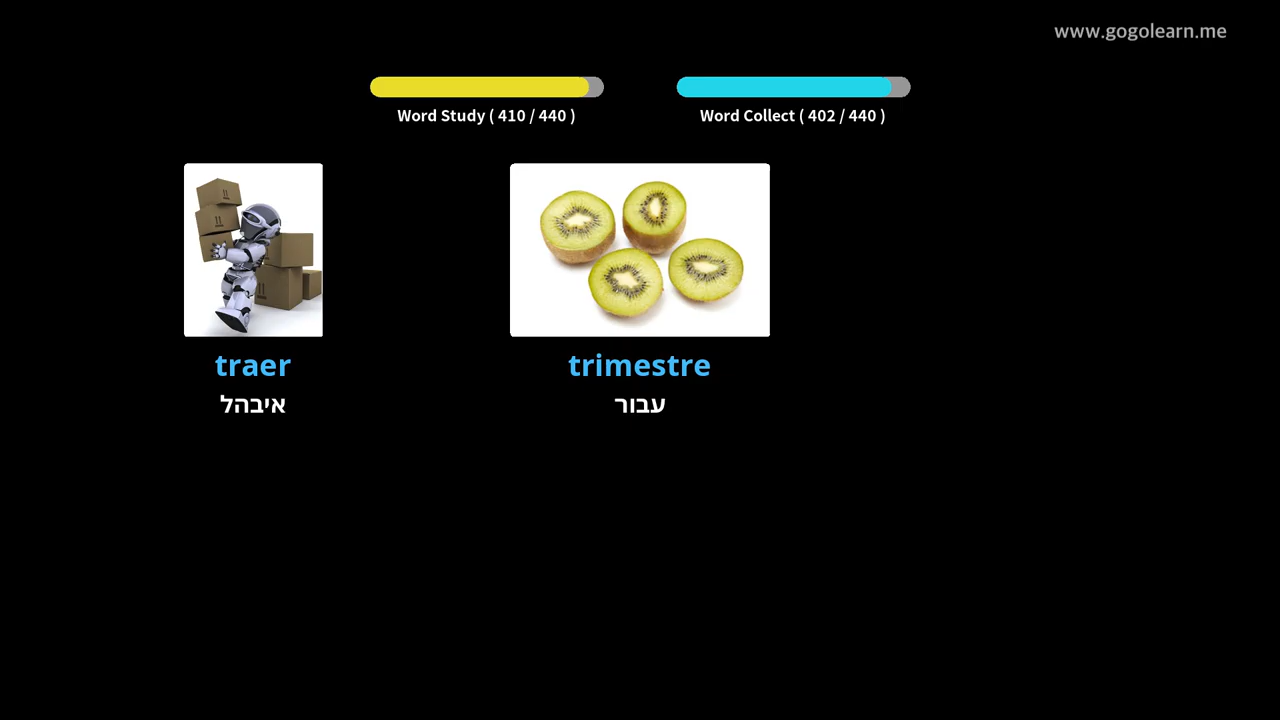 www.gogolearn.me
Word Study ( 410 / 440 )
Word Collect ( 402 / 440 )
traer
איבהל
trimestre
עבור